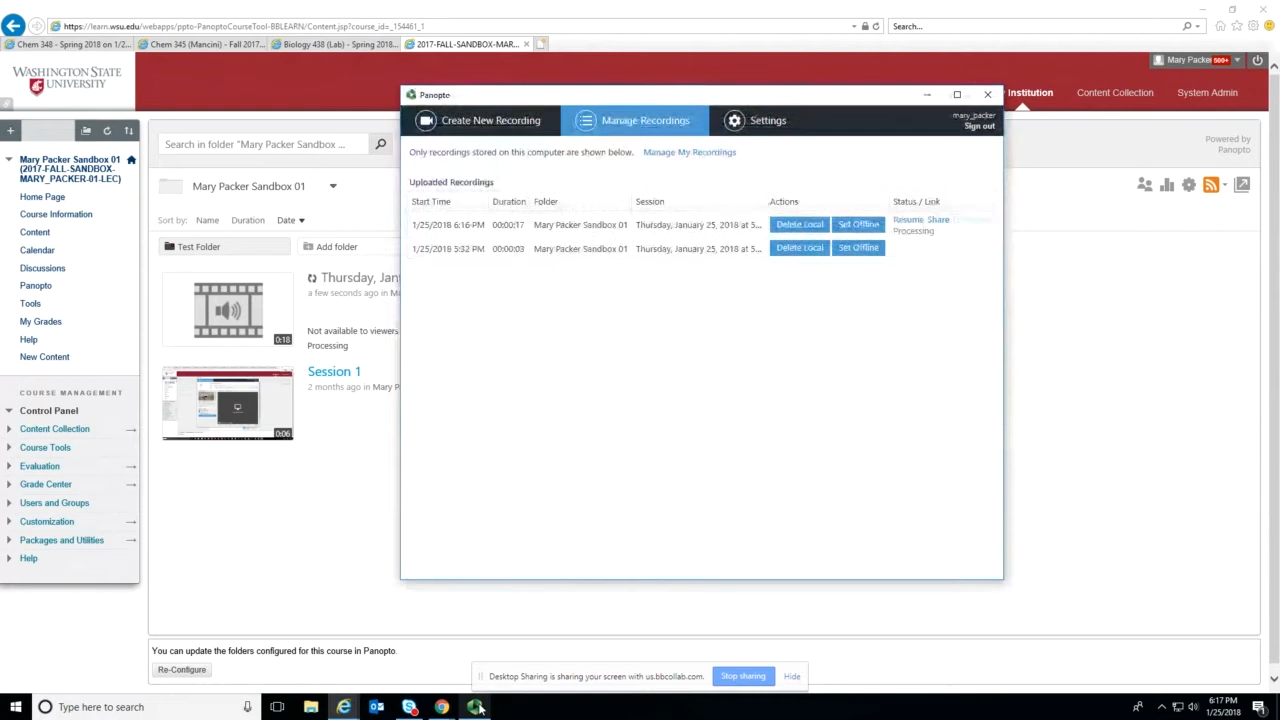 https://learn.wsu.edu/webapps/ppto-PanoptoCourseTool-BBLEARN/Content.jsp?course_id=_154461_1
Search...
Chem 348 - Spring 2018 on 1/2...
Chem 345 (Mancini) - Fall 2017...
Biology 438 (Lab) - Spring 2018...
2017-FALL-SANDBOX-MAR...
WASHINGTON STATE
UNIVERSITY
Mary Packer 500+
Institution
Content Collection
System Admin
Mary Packer Sandbox 01
(2017-FALL-SANDBOX-
MARY_PACKER-01-LEC)
Home Page
Course Information
Content
Calendar
Discussions
Panopto
Tools
My Grades
Help
New Content
COURSE MANAGEMENT
Control Panel
Content Collection
Course Tools
Evaluation
Grade Center
Users and Groups
Customization
Packages and Utilities
Help
Search in folder "Mary Packer Sandbox ...
Powered by
Panopto
Mary Packer Sandbox 01
Sort by: Name Duration Date
Test Folder
Add folder
Thursday, Jan
a few seconds ago in
Not available to viewers
Processing
0:18
Session 1
2 months ago in Mary P
0:06
Panopto
Create New Recording
Manage Recordings
Settings
mary_packer
Sign out
Only recordings stored on this computer are shown below. Manage My Recordings
Uploaded Recordings
Start Time Duration Folder Session Actions Status / Link
1/25/2018 6:16 PM 00:00:17 Mary Packer Sandbox 01 Thursday, January 25, 2018 at 5... Delete Local Set Offline Resume Share
Processing
1/25/2018 5:32 PM 00:00:03 Mary Packer Sandbox 01 Thursday, January 25, 2018 at 5... Delete Local Set Offline
You can update the folders configured for this course in Panopto.
Re-Configure
Desktop Sharing is sharing your screen with us.bbcollab.com. Stop sharing Hide
Type here to search
6:17 PM
1/25/2018